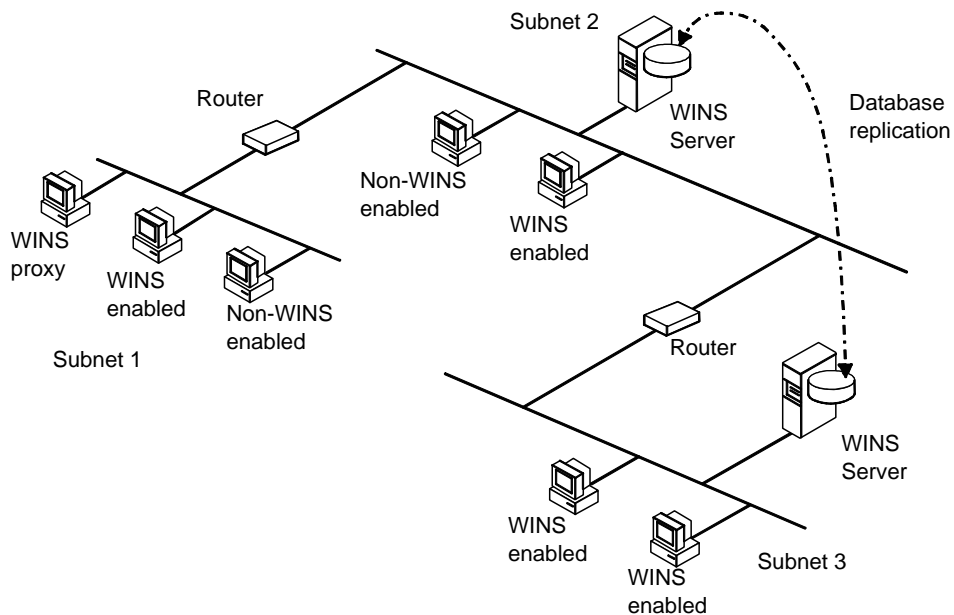 Subnet 2
Router
WINS
Server
Database
replication
Non-WINS
enabled
WINS
enabled
WINS
proxy
WINS
enabled
Non-WINS
enabled
Subnet 1
Router
WINS
Server
WINS
enabled
WINS
enabled
Subnet 3